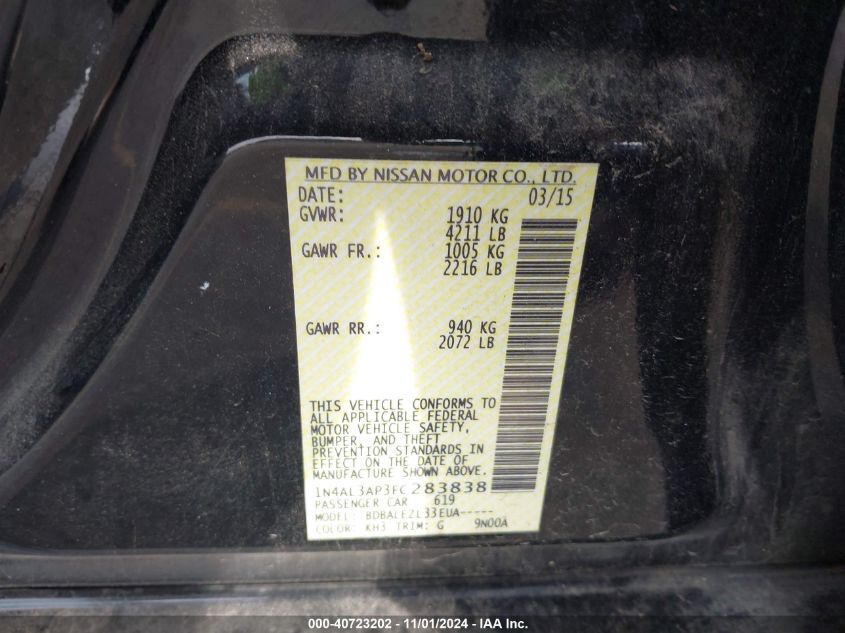 MFD BY NISSAN MOTOR CO., LTD.
DATE: 03/15
GVWR: 1910 KG
4211 LB
GAWR FR.: 1005 KG
2216 LB
GAWR RR.: 940 KG
2072 LB
THIS VEHICLE CONFORMS TO
ALL APPLICABLE FEDERAL
MOTOR VEHICLE SAFETY,
BUMPER, AND THEFT
PREVENTION STANDARDS IN
EFFECT ON THE DATE OF
MANUFACTURE SHOWN ABOVE.
1N4AL3AP3FC283838
PASSENGER CAR 619
MODEL: BDBALEZL33EUA-----
COLOR: KH3 TRIM: G 9N00A
000-40723202 - 11/01/2024 - IAA Inc.